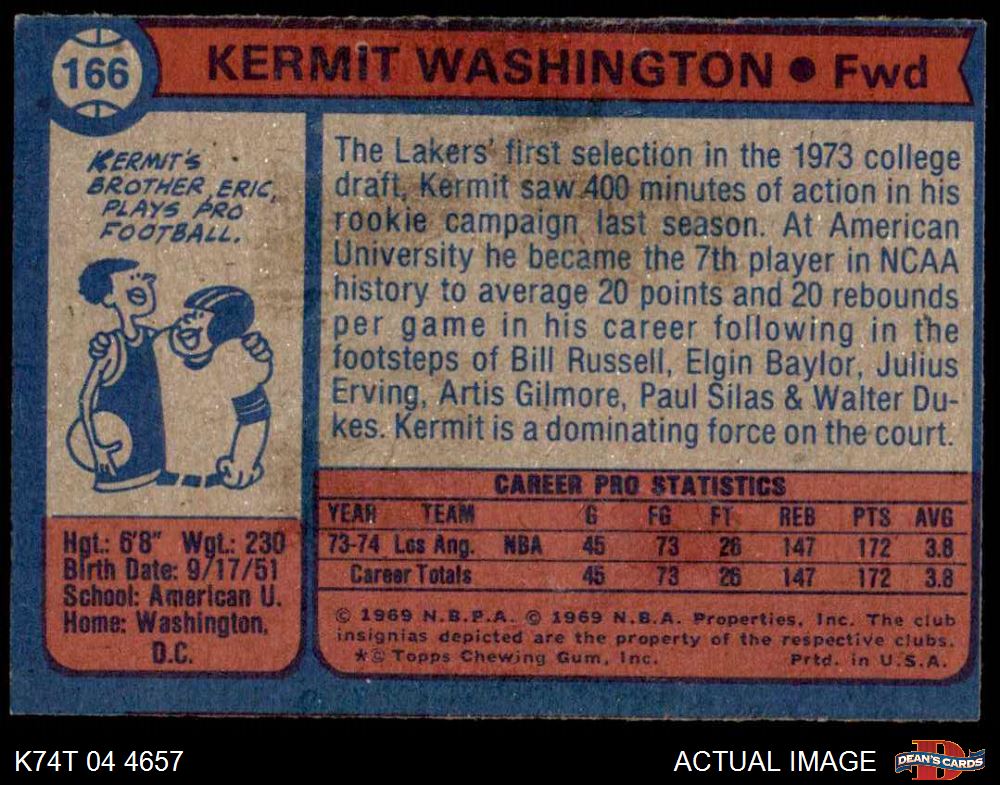 166
KERMIT WASHINGTON ● Fwd
KERMIT'S
BROTHER, ERIC,
PLAYS PRO
FOOTBALL.
The Lakers' first selection in the 1973 college
draft, Kermit saw 400 minutes of action in his
rookie campaign last season. At American
University he became the 7th player in NCAA
history to average 20 points and 20 rebounds
per game in his career following in the
footsteps of Bill Russell, Elgin Baylor, Julius
Erving, Artis Gilmore, Paul Silas & Walter Du-
kes. Kermit is a dominating force on the court.
Hgt.: 6'8" Wgt.: 230
Birth Date: 9/17/51
School: American U.
Home: Washington,
D.C.
CAREER PRO STATISTICS
YEAR TEAM G FG FT REB PTS AVG
73-74 Los Ang. NBA 45 73 26 147 172 3.8
Career Totals 45 73 26 147 172 3.8
© 1969 N.B.P.A. © 1969 N.B.A. Properties, Inc. The club
insignias depicted are the property of the respective clubs.
*© Topps Chewing Gum, Inc. Prtd. in U.S.A.
K74T 04 4657
ACTUAL IMAGE
D
DEAN'S CARDS